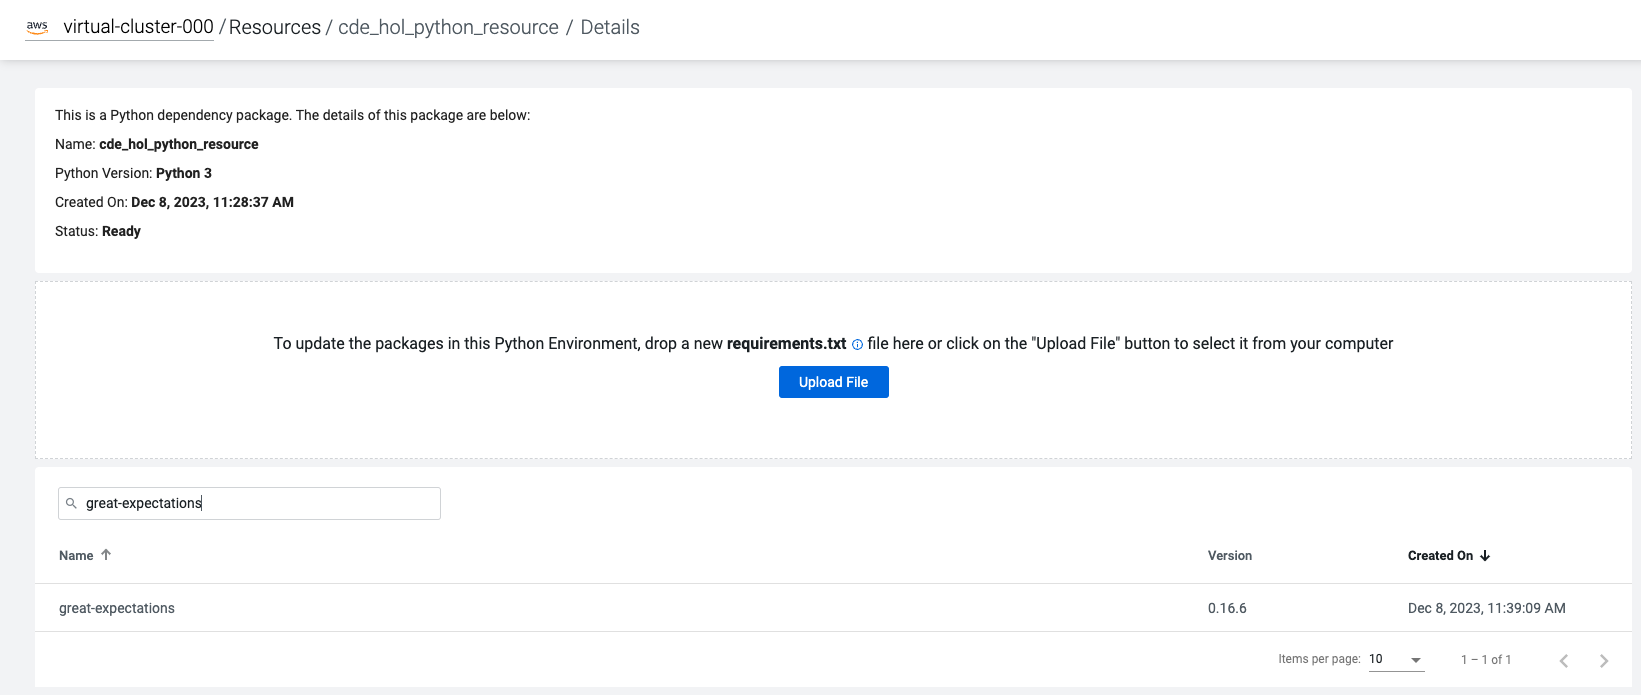 aws virtual-cluster-000 / Resources / cde_hol_python_resource / Details
This is a Python dependency package. The details of this package are below:
Name: cde_hol_python_resource
Python Version: Python 3
Created On: Dec 8, 2023, 11:28:37 AM
Status: Ready
To update the packages in this Python Environment, drop a new requirements.txt file here or click on the "Upload File" button to select it from your computer
Upload File
great-expectations
Name Version Created On
great-expectations 0.16.6 Dec 8, 2023, 11:39:09 AM
Items per page: 10 1 – 1 of 1